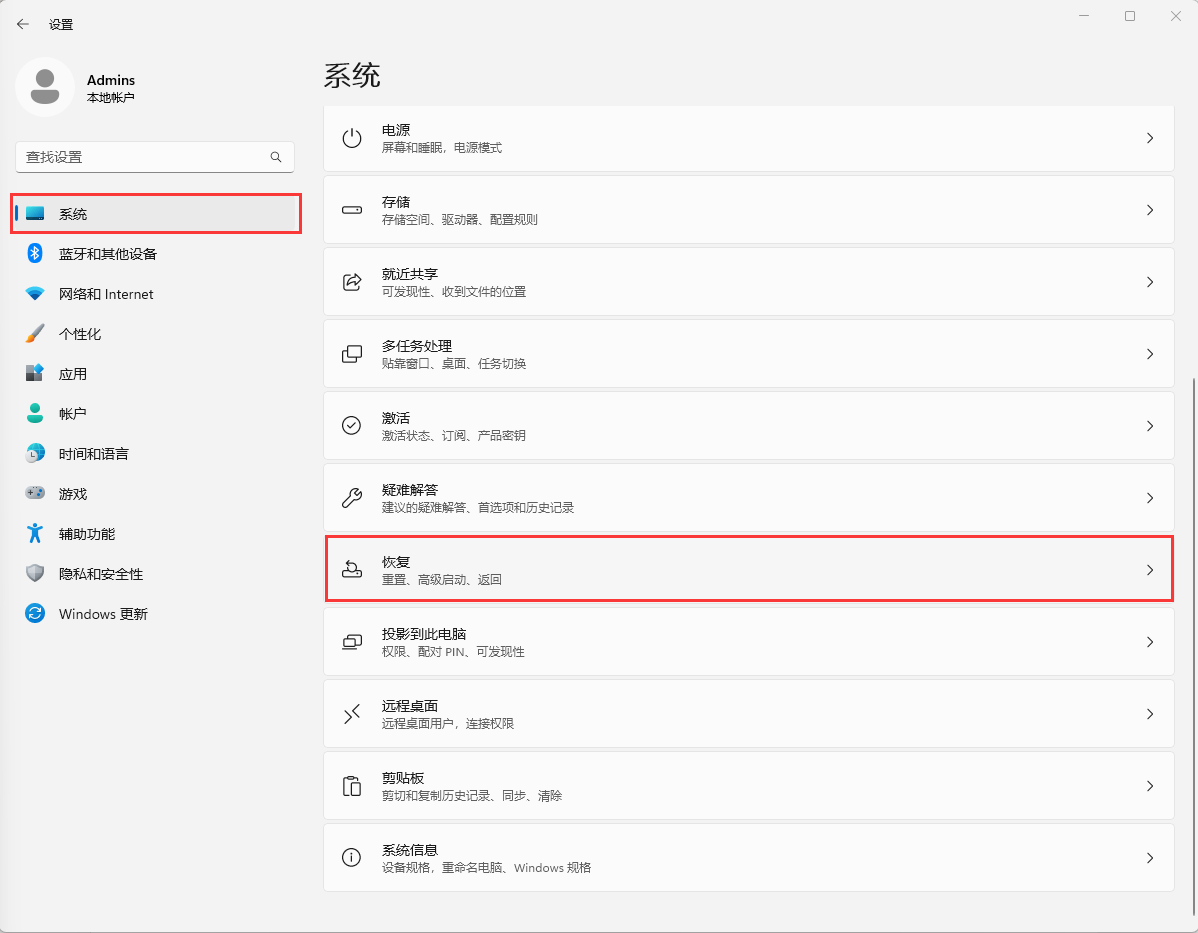 设置
Admins
本地帐户
查找设置
系统
蓝牙和其他设备
网络和 Internet
个性化
应用
帐户
时间和语言
游戏
辅助功能
隐私和安全性
Windows 更新
系统
电源
屏幕和睡眠，电源模式
存储
存储空间、驱动器、配置规则
就近共享
可发现性、收到文件的位置
多任务处理
贴靠窗口、桌面、任务切换
激活
激活状态、订阅、产品密钥
疑难解答
建议的疑难解答、首选项和历史记录
恢复
重置、高级启动、返回
投影到此电脑
权限、配对 PIN、可发现性
远程桌面
远程桌面用户，连接权限
剪贴板
剪切和复制历史记录、同步、清除
系统信息
设备规格，重命名电脑、Windows 规格